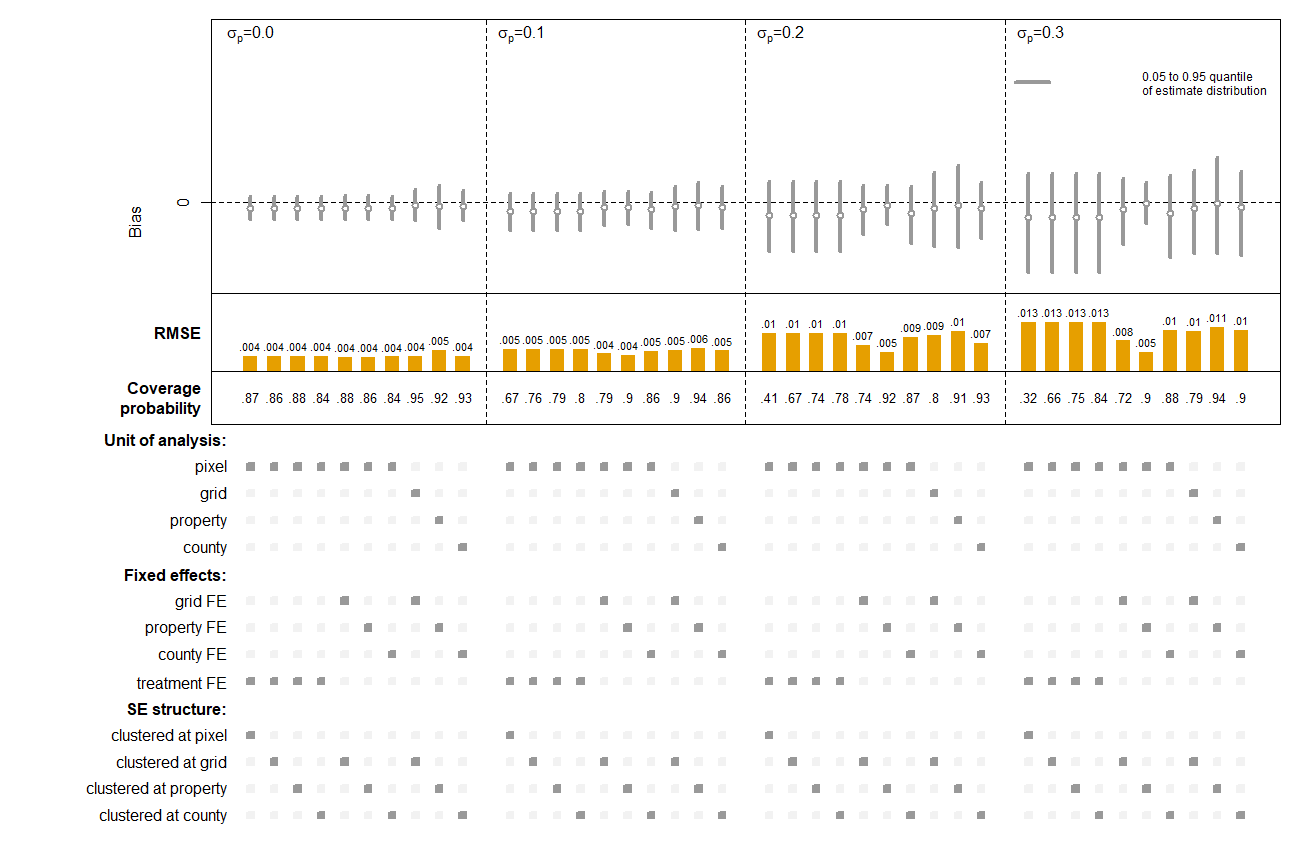 σp=0.0 σp=0.1 σp=0.2 σp=0.3
0.05 to 0.95 quantile
of estimate distribution
0
Bias
RMSE
.004 .004 .004 .004 .004 .004 .004 .004 .005 .004
.005 .005 .005 .005 .004 .004 .005 .005 .006 .005
.01 .01 .01 .01 .007 .005 .009 .009 .01 .007
.013 .013 .013 .013 .008 .005 .01 .01 .011 .01
Coverage
probability
.87 .86 .88 .84 .88 .86 .84 .95 .92 .93
.67 .76 .79 .8 .79 .9 .86 .9 .94 .86
.41 .67 .74 .78 .74 .92 .87 .8 .91 .93
.32 .66 .75 .84 .72 .9 .88 .79 .94 .9
Unit of analysis:
pixel
grid
property
county
Fixed effects:
grid FE
property FE
county FE
treatment FE
SE structure:
clustered at pixel
clustered at grid
clustered at property
clustered at county